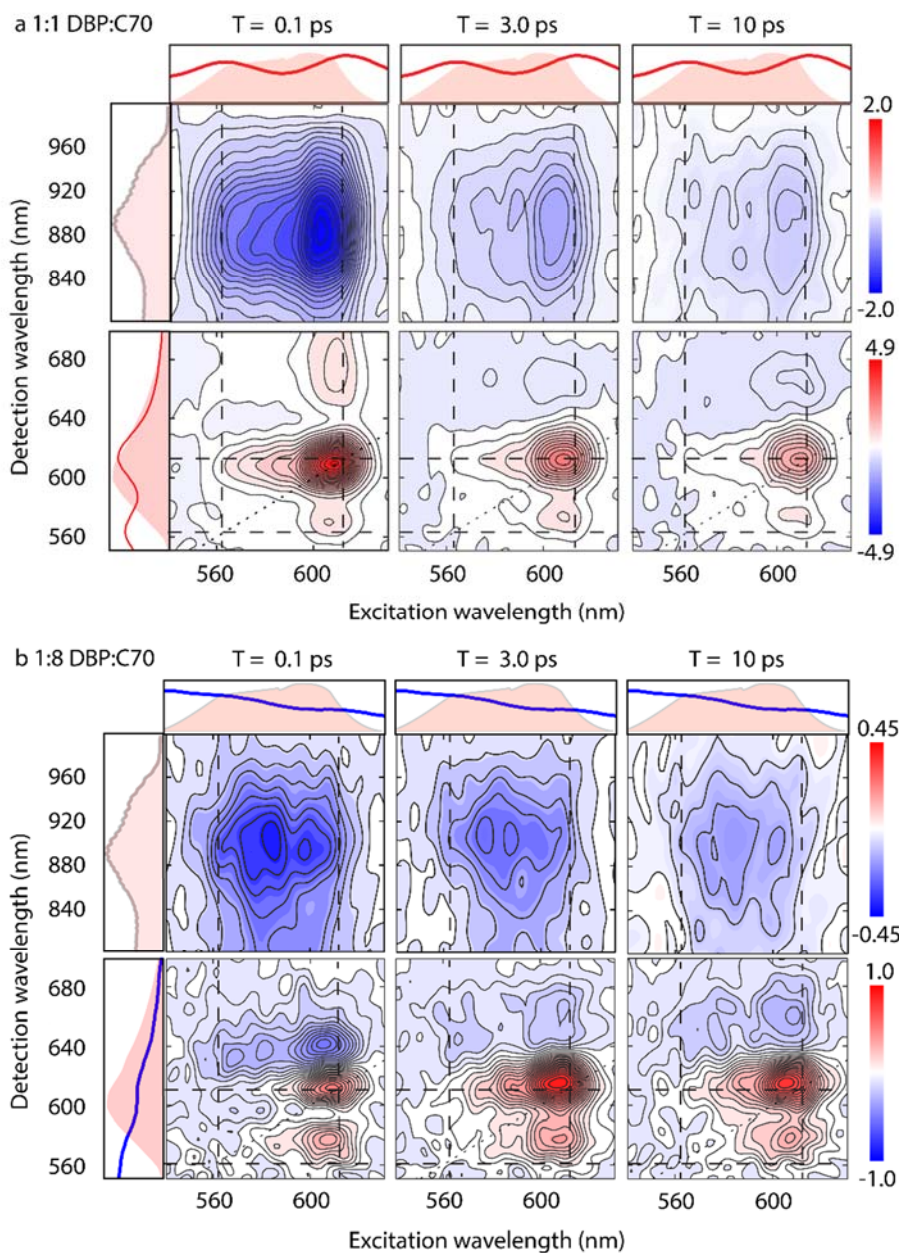 a 1:1 DBP:C70
T = 0.1 ps
T = 3.0 ps
T = 10 ps
Detection wavelength (nm)
960
920
880
840
2.0
-2.0
680
640
600
560
4.9
-4.9
560 600
560 600
560 600
Excitation wavelength (nm)
b 1:8 DBP:C70
T = 0.1 ps
T = 3.0 ps
T = 10 ps
Detection wavelength (nm)
960
920
880
840
0.45
-0.45
680
640
600
560
1.0
-1.0
560 600
560 600
560 600
Excitation wavelength (nm)